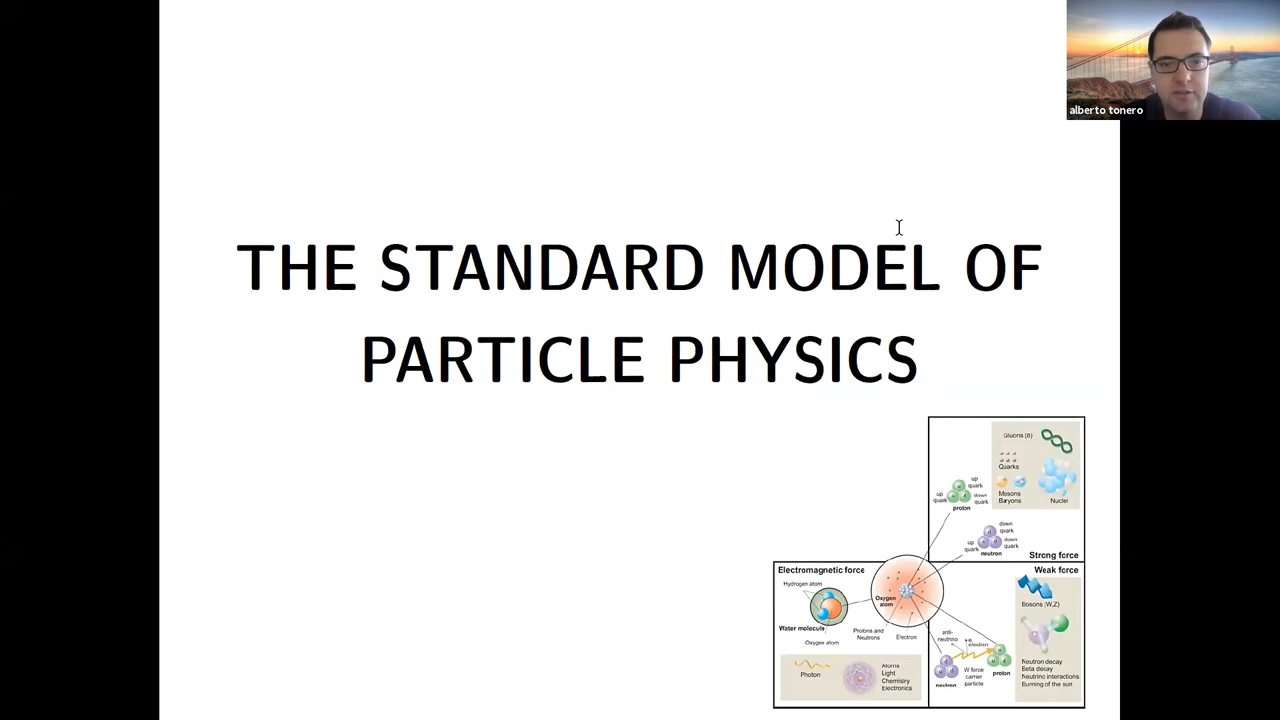 alberto tonero
THE STANDARD MODEL OF
PARTICLE PHYSICS
Gluons (8)
Quarks
Mesons
Baryons
Nuclei
up
quark
up
quark
down
quark
proton
down
quark
up
quark
down
quark
neutron
Strong force
Electromagnetic force
Hydrogen atom
Water molecule
Oxygen atom
Oxygen
atom
Protons and
Neutrons
Electron
Photon
Atoms
Light
Chemistry
Electronics
Weak force
Bosons (W,Z)
anti-
neutrino
electron
W force
carrier
particle
neutron
proton
Neutron decay
Beta decay
Neutrino interactions
Burning of the sun